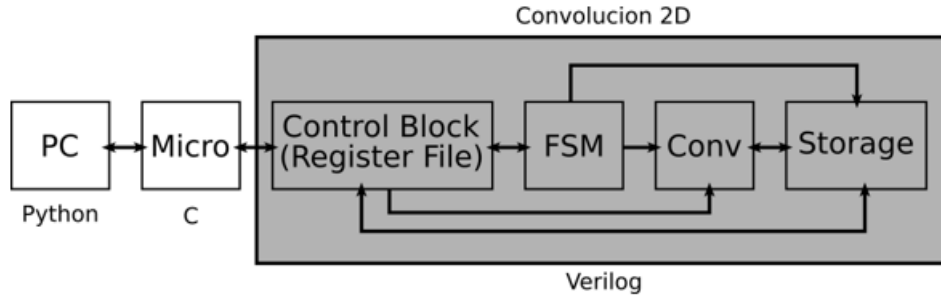 Convolucion 2D
PC
Micro
Control Block
(Register File)
FSM
Conv
Storage
Python
C
Verilog